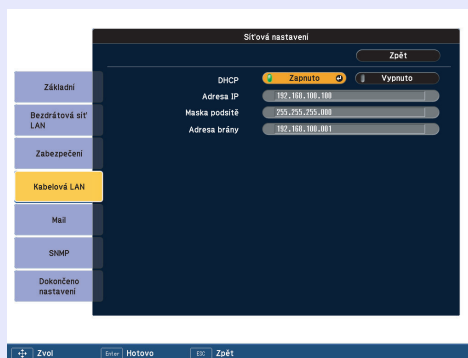 Síťová nastavení
Zpět
DHCP Zapnuto Vypnuto
Adresa IP 192.168.100.100
Maska podsítě 255.255.255.000
Adresa brány 192.168.100.001
Základní
Bezdrátová síť
LAN
Zabezpečení
Kabelová LAN
Mail
SNMP
Dokončeno
nastavení
Zvol Enter Hotovo ESC Zpět